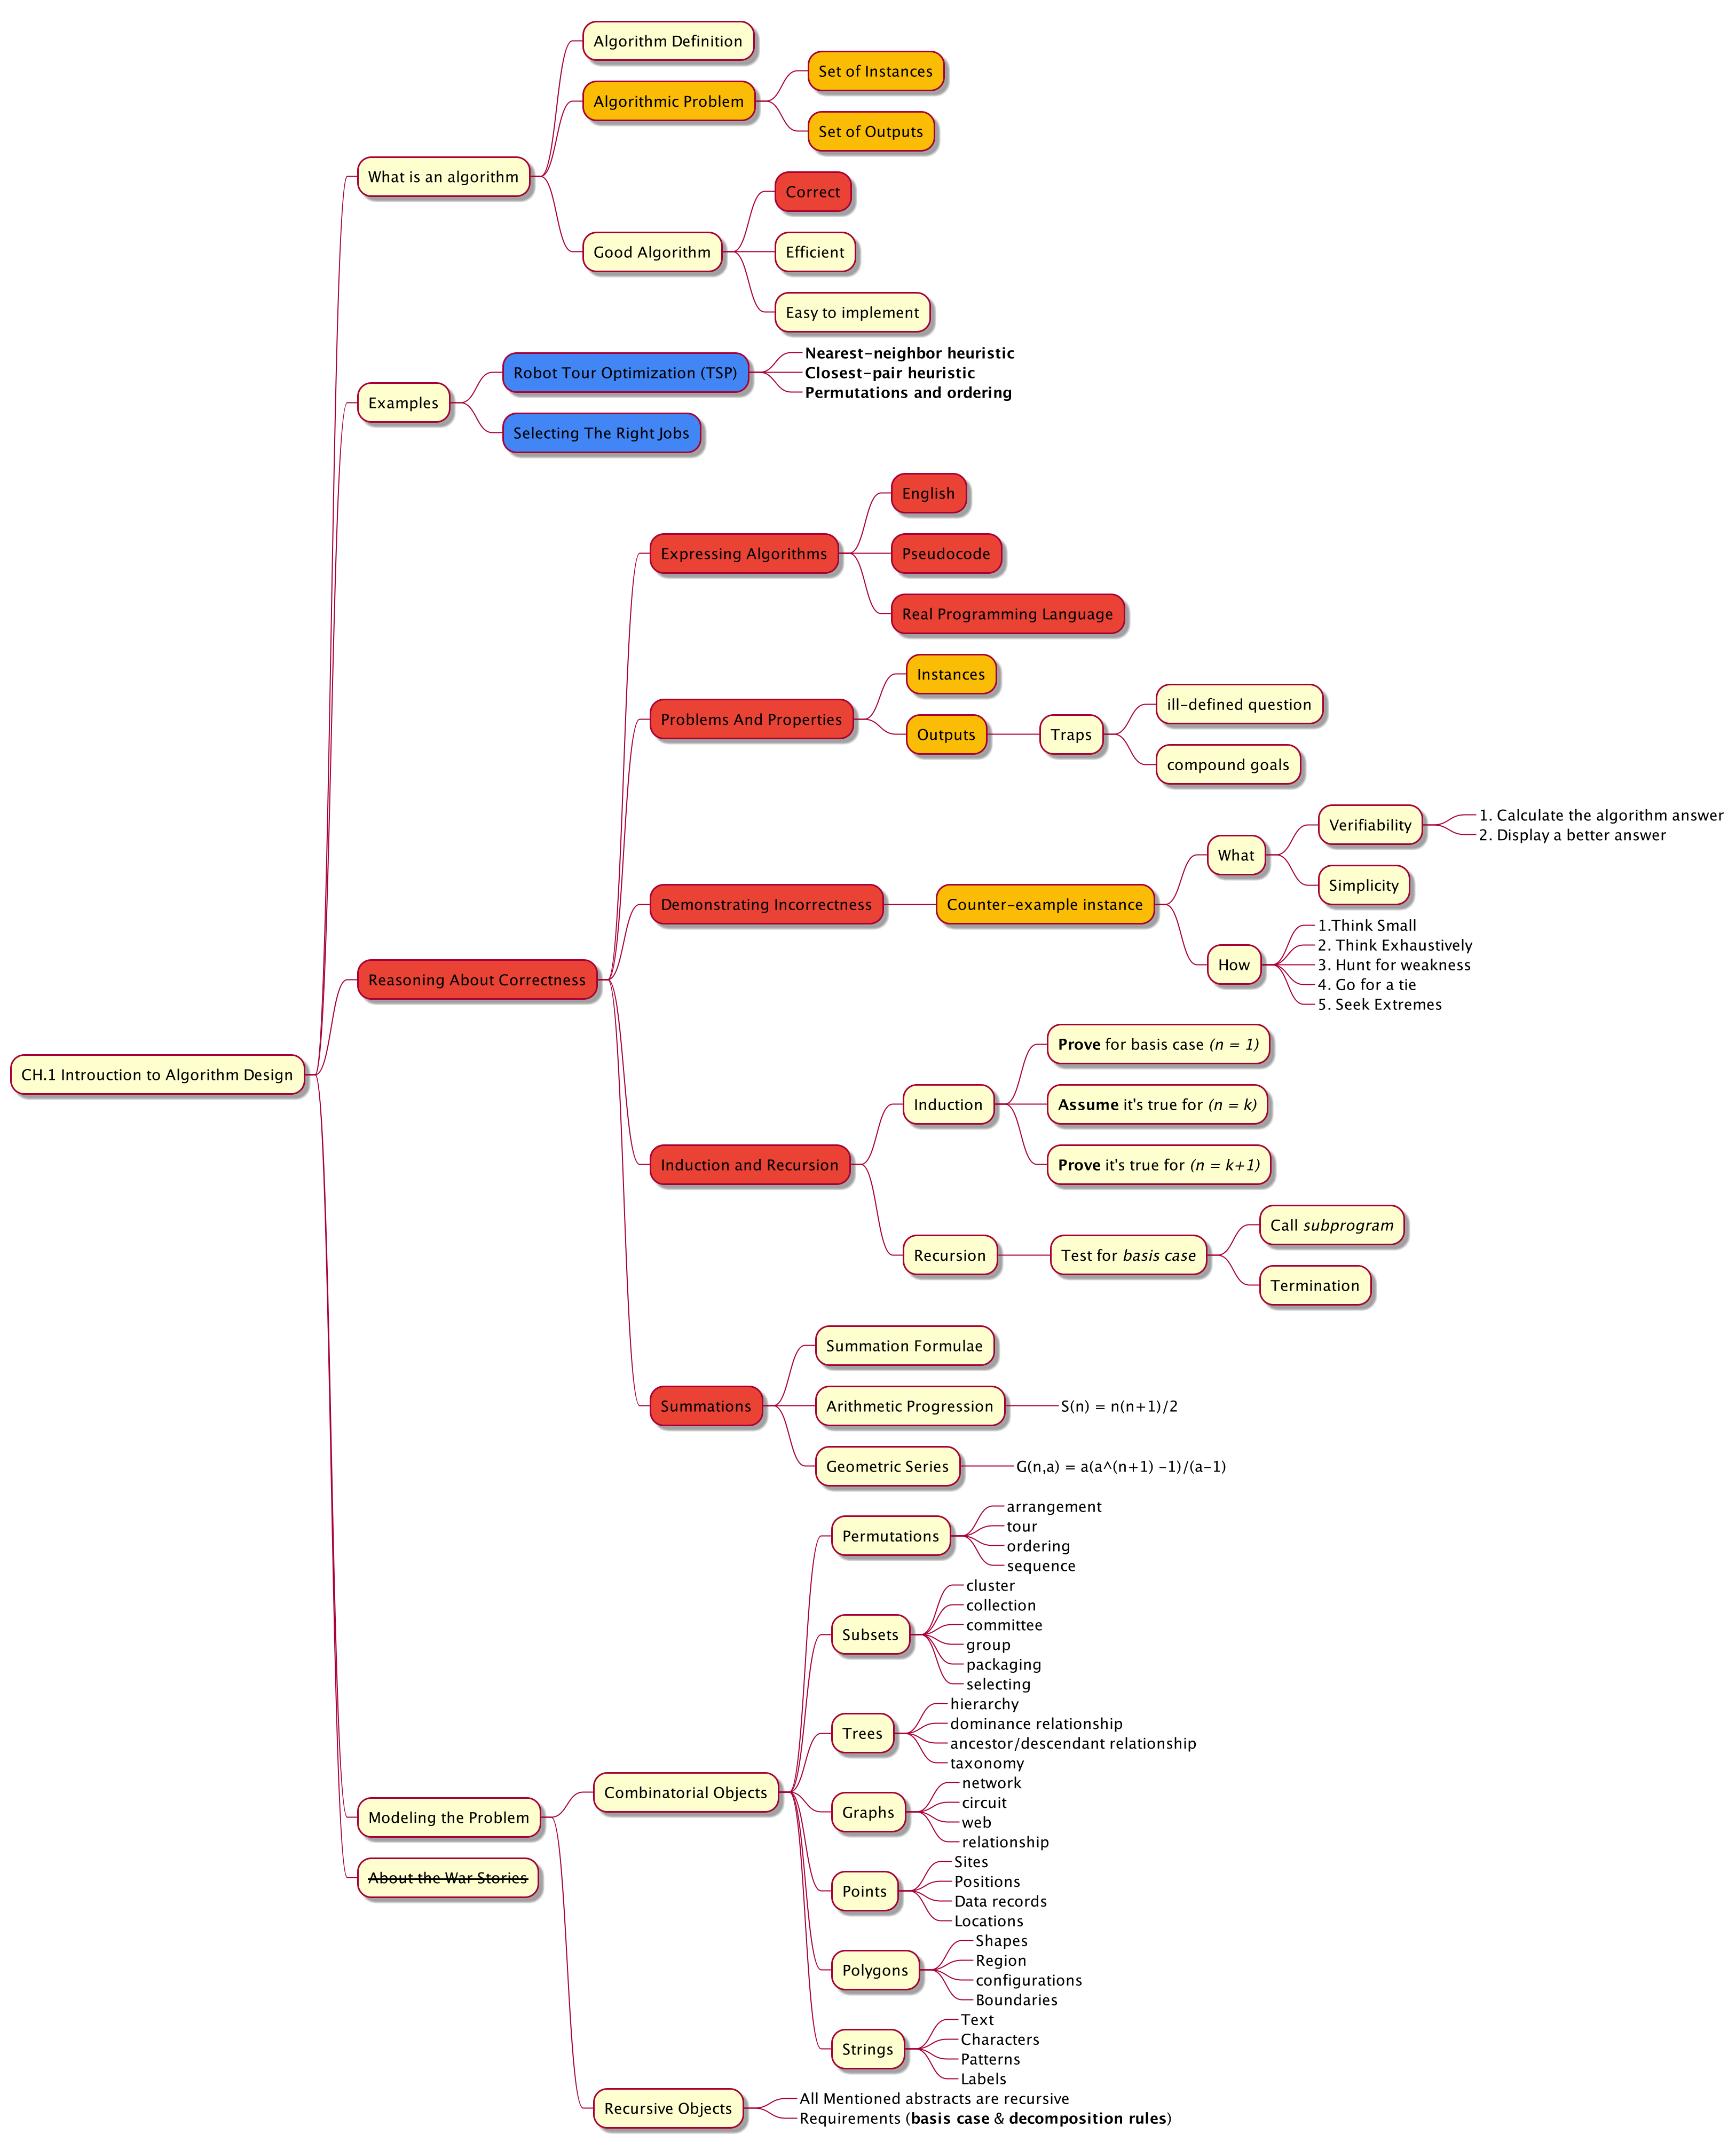 CH.1 Introuction to Algorithm Design
What is an algorithm
Algorithm Definition
Algorithmic Problem
Set of Instances
Set of Outputs
Good Algorithm
Correct
Efficient
Easy to implement
Examples
Robot Tour Optimization (TSP)
Nearest-neighbor heuristic
Closest-pair heuristic
Permutations and ordering
Selecting The Right Jobs
Reasoning About Correctness
Expressing Algorithms
English
Pseudocode
Real Programming Language
Problems And Properties
Instances
Outputs
Traps
ill-defined question
compound goals
Demonstrating Incorrectness
Counter-example instance
What
Verifiability
1. Calculate the algorithm answer
2. Display a better answer
Simplicity
How
1.Think Small
2. Think Exhaustively
3. Hunt for weakness
4. Go for a tie
5. Seek Extremes
Induction and Recursion
Induction
Prove for basis case (n = 1)
Assume it's true for (n = k)
Prove it's true for (n = k+1)
Recursion
Test for basis case
Call subprogram
Termination
Summations
Summation Formulae
Arithmetic Progression
S(n) = n(n+1)/2
Geometric Series
G(n,a) = a(a^(n+1) -1)/(a-1)
Modeling the Problem
Combinatorial Objects
Permutations
arrangement
tour
ordering
sequence
Subsets
cluster
collection
committee
group
packaging
selecting
Trees
hierarchy
dominance relationship
ancestor/descendant relationship
taxonomy
Graphs
network
circuit
web
relationship
Points
Sites
Positions
Data records
Locations
Polygons
Shapes
Region
configurations
Boundaries
Strings
Text
Characters
Patterns
Labels
Recursive Objects
All Mentioned abstracts are recursive
Requirements (basis case & decomposition rules)
About the War Stories